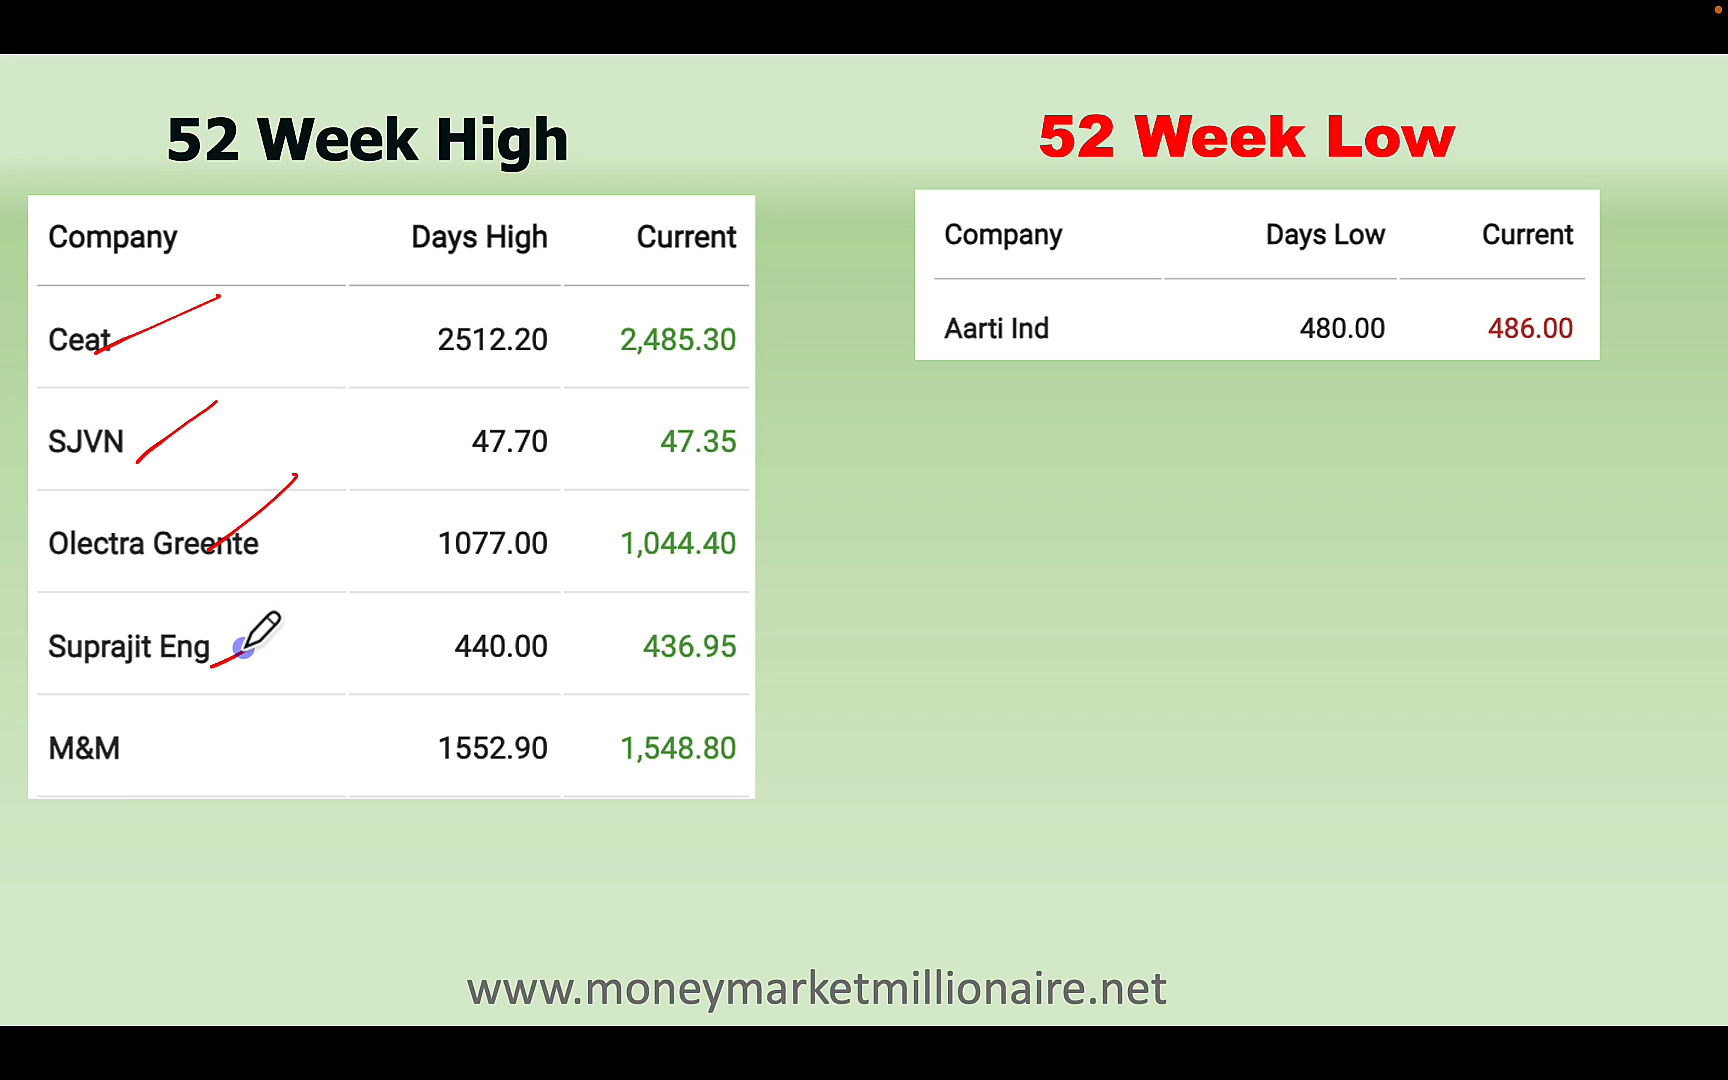 52 Week High
Company Days High Current
Ceat 2512.20 2,485.30
SJVN 47.70 47.35
Olectra Greente 1077.00 1,044.40
Suprajit Eng 440.00 436.95
M&M 1552.90 1,548.80
52 Week Low
Company Days Low Current
Aarti Ind 480.00 486.00
www.moneymarketmillionaire.net